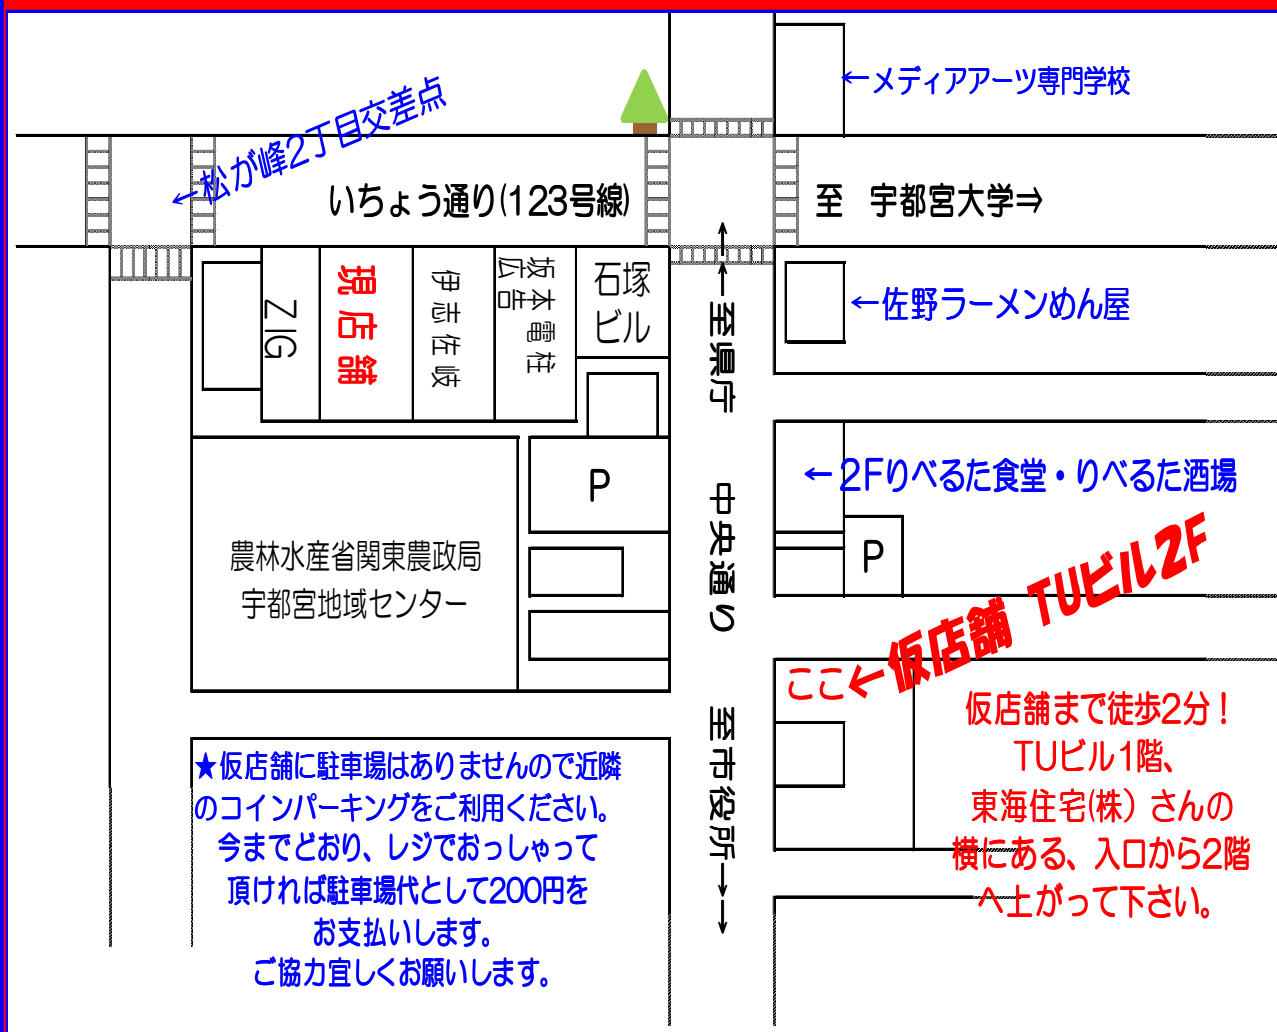 ←メディアアーツ専門学校
←松が峰2丁目交差点
いちょう通り(123号線)
至　宇都宮大学⇒
ZIG
現店舗
伊志佐岐
坂本電柱
広告
石塚
ビル
←佐野ラーメンめん屋
←←至県庁　中央通り　至市役所→→
P
←2Fりべるた食堂・りべるた酒場
P
農林水産省関東農政局
宇都宮地域センター
ここ←仮店舗 TUビル2F
仮店舗まで徒歩2分！
TUビル1階、
東海住宅(株）さんの
横にある、入口から2階
へ上がって下さい。
★仮店舗に駐車場はありませんので近隣
のコインパーキングをご利用ください。
今までどおり、レジでおっしゃって
頂ければ駐車場代として200円を
お支払いします。
ご協力宜しくお願いします。